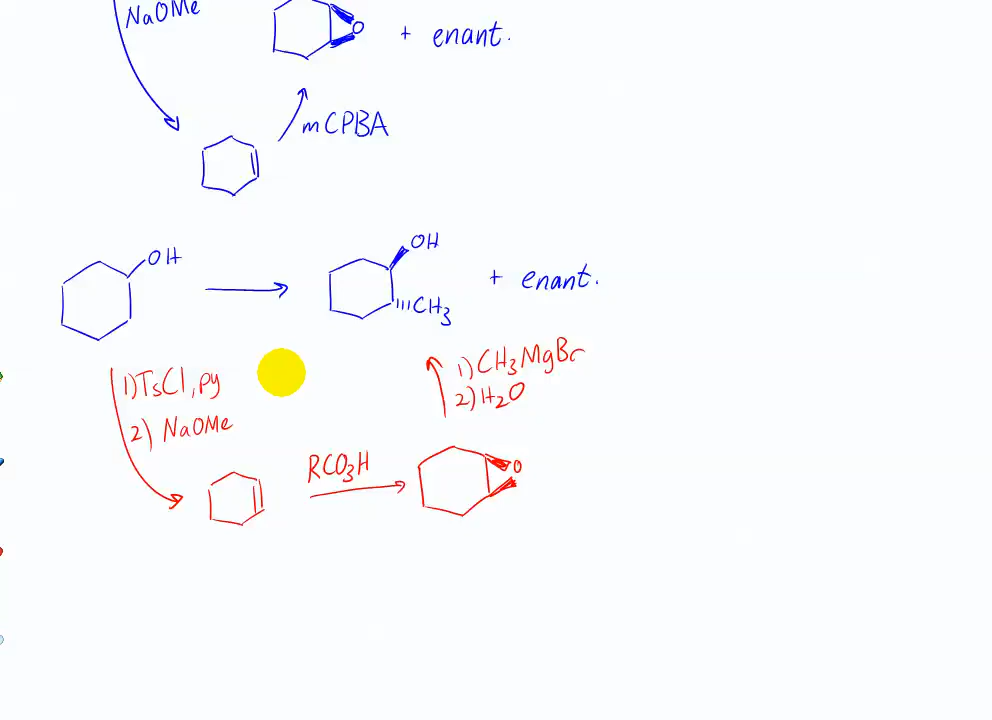 NaOMe
O
+ enant.
mCPBA
OH
OH
CH3
+ enant.
1) TsCl, py
2) NaOMe
1) CH3MgBr
2) H2O
RCO3H
O